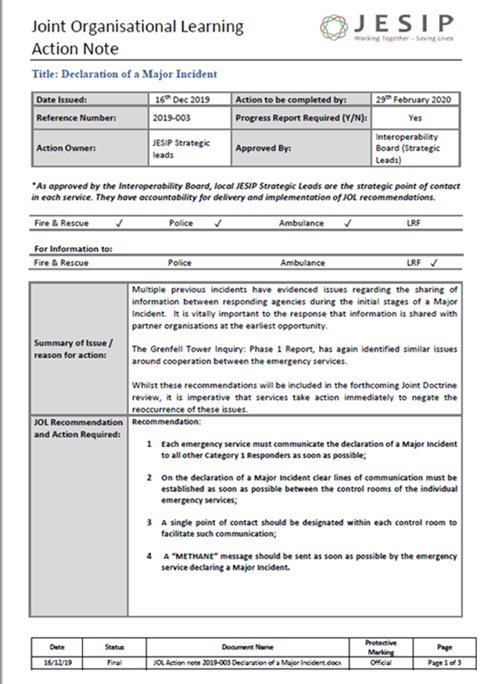 Joint Organisational Learning
Action Note
JESIP
Working Together – Saving Lives
Title: Declaration of a Major Incident
Date Issued: 16th Dec 2019 Action to be completed by: 29th February 2020
Reference Number: 2019-003 Progress Report Required (Y/N): Yes
Action Owner: JESIP Strategic leads Approved By: Interoperability Board (Strategic Leads)
*As approved by the Interoperability Board, local JESIP Strategic Leads are the strategic point of contact
in each service. They have accountability for delivery and implementation of JOL recommendations.
Fire & Rescue ✓ Police ✓ Ambulance ✓ LRF
For Information to:
Fire & Rescue Police Ambulance LRF ✓
Summary of Issue /
reason for action:
Multiple previous incidents have evidenced issues regarding the sharing of
information between responding agencies during the initial stages of a Major
Incident. It is vitally important to the response that information is shared with
partner organisations at the earliest opportunity.
The Grenfell Tower Inquiry: Phase 1 Report, has again identified similar issues
around cooperation between the emergency services.
Whilst these recommendations will be included in the forthcoming Joint Doctrine
review, it is imperative that services take action immediately to negate the
reoccurrence of these issues.
JOL Recommendation
and Action Required:
Recommendation:
1 Each emergency service must communicate the declaration of a Major Incident
to all other Category 1 Responders as soon as possible;
2 On the declaration of a Major Incident clear lines of communication must be
established as soon as possible between the control rooms of the individual
emergency services;
3 A single point of contact should be designated within each control room to
facilitate such communication;
4 A “METHANE” message should be sent as soon as possible by the emergency
service declaring a Major Incident.
Date Status Document Name Protective Marking Page
16/12/19 Final JOL Action note 2019-003 Declaration of a Major Incident.docx Official Page 1 of 3